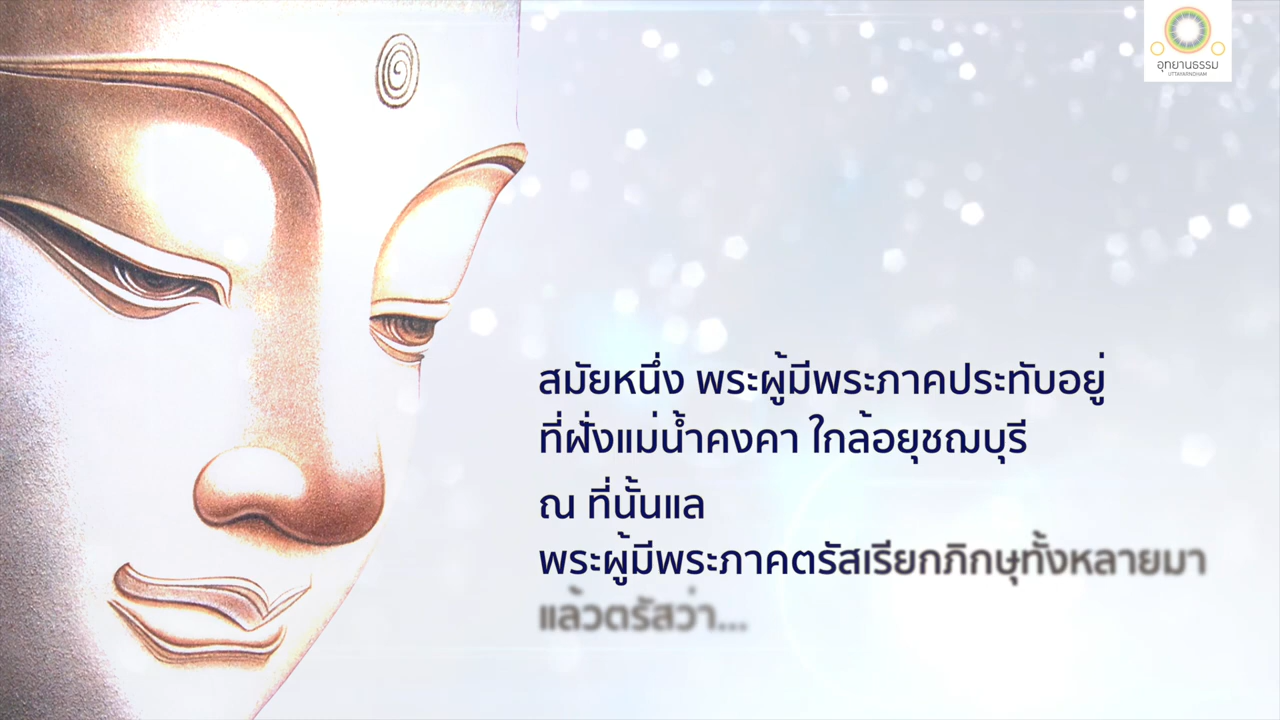 อุทยานธรรม
UTTAYARNDHAM
สมัยหนึ่ง พระผู้มีพระภาคประทับอยู่
ที่ฝั่งแม่น้ำคงคา ใกล้อยุชฌบุรี
ณ ที่นั้นแล
พระผู้มีพระภาคตรัสเรียกภิกษุทั้งหลายมา
แล้วตรัสว่า...